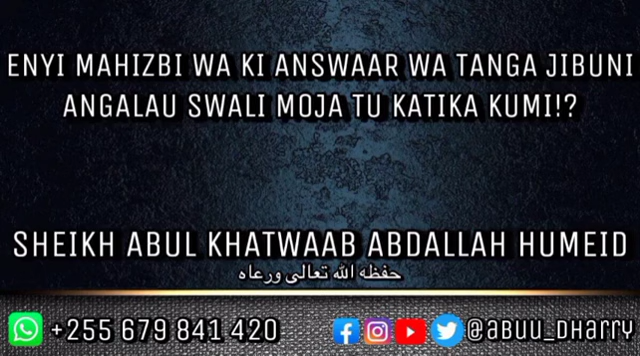 ENYI MAHIZBI WA KI ANSWAAR WA TANGA JIBUNI
ANGALAU SWALI MOJA TU KATIKA KUMI!?
SHEIKH ABUL KHATWAAB ABDALLAH HUMEID
حفظه الله تعالى ورعاه
+255 679 841 420 @abuu_dharry